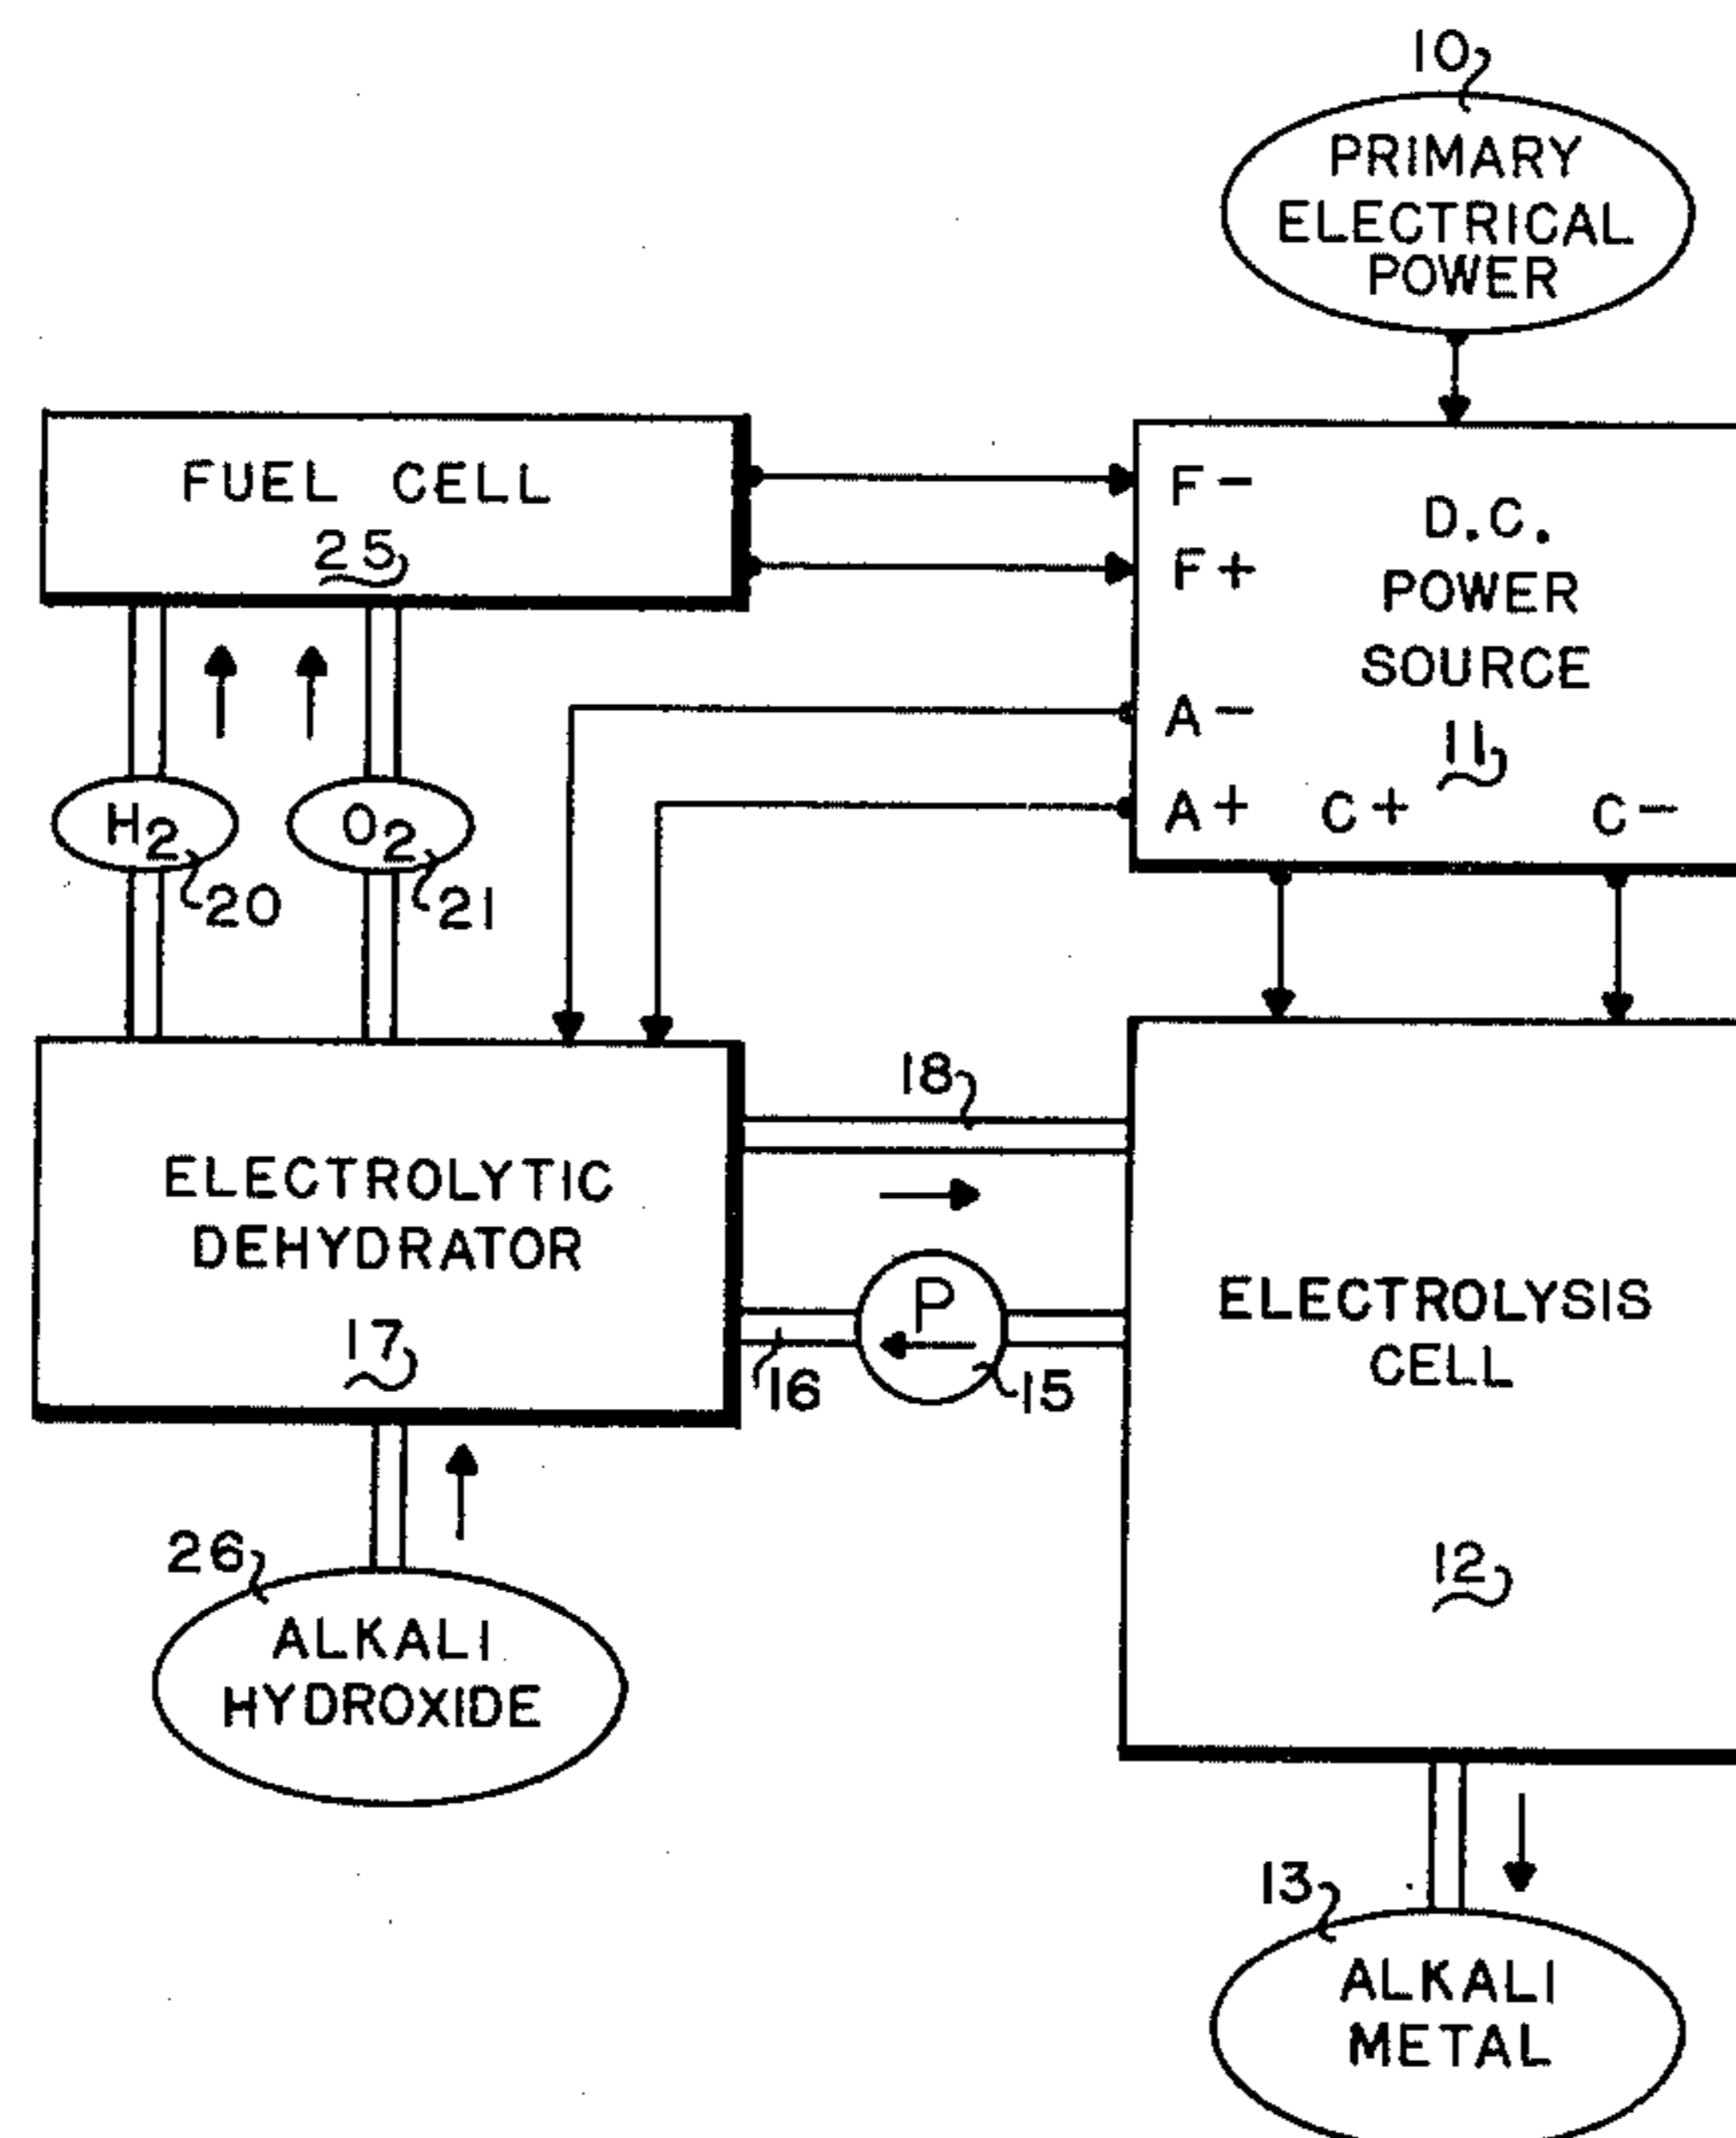 10
PRIMARY
ELECTRICAL
POWER
FUEL CELL
25
F-
F+
A-
A+
C+
C-
D.C.
POWER
SOURCE
11
H2
20
O2
21
18
ELECTROLYTIC
DEHYDRATOR
17
P
16
15
ELECTROLYSIS
CELL
12
26
ALKALI
HYDROXIDE
13
ALKALI
METAL